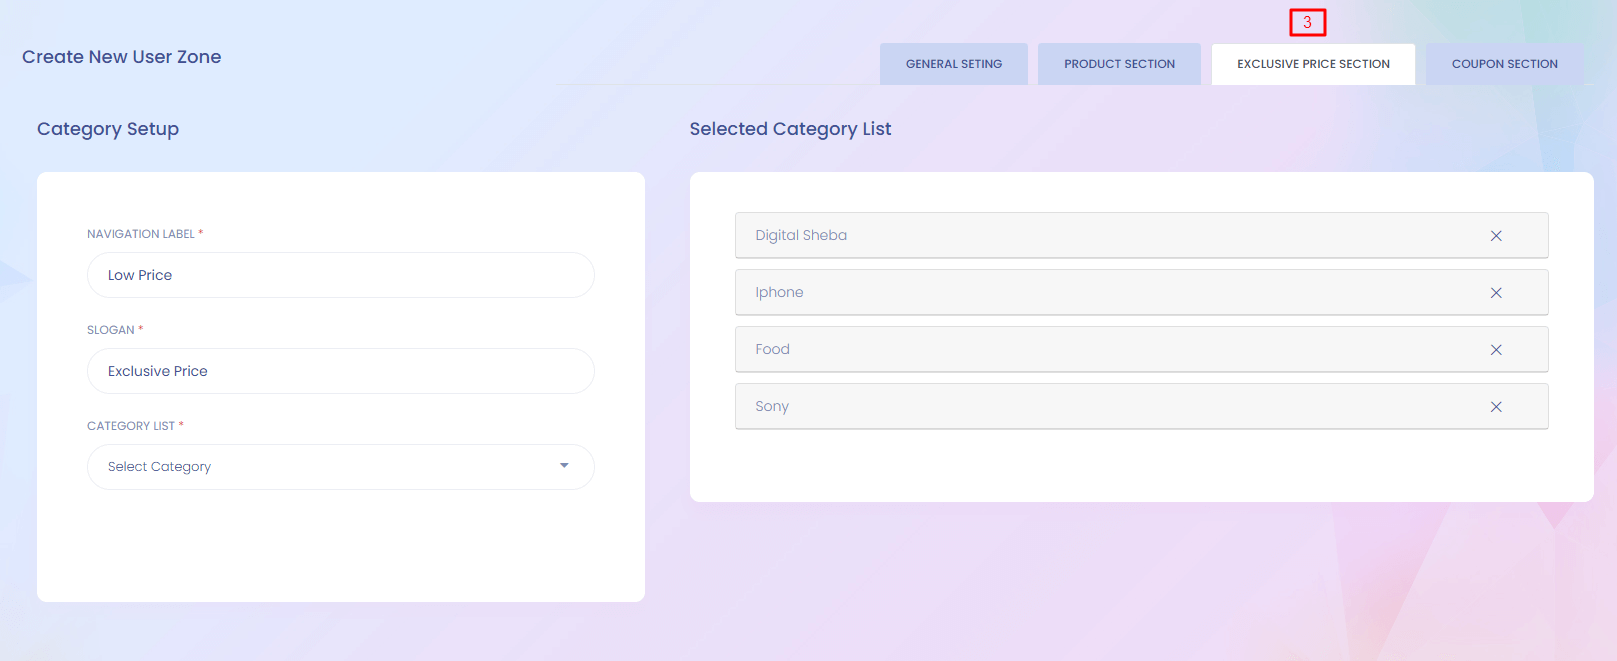 3
Create New User Zone
GENERAL SETING
PRODUCT SECTION
EXCLUSIVE PRICE SECTION
COUPON SECTION
Category Setup
NAVIGATION LABEL *
Low Price
SLOGAN *
Exclusive Price
CATEGORY LIST *
Select Category
Selected Category List
Digital Sheba
Iphone
Food
Sony